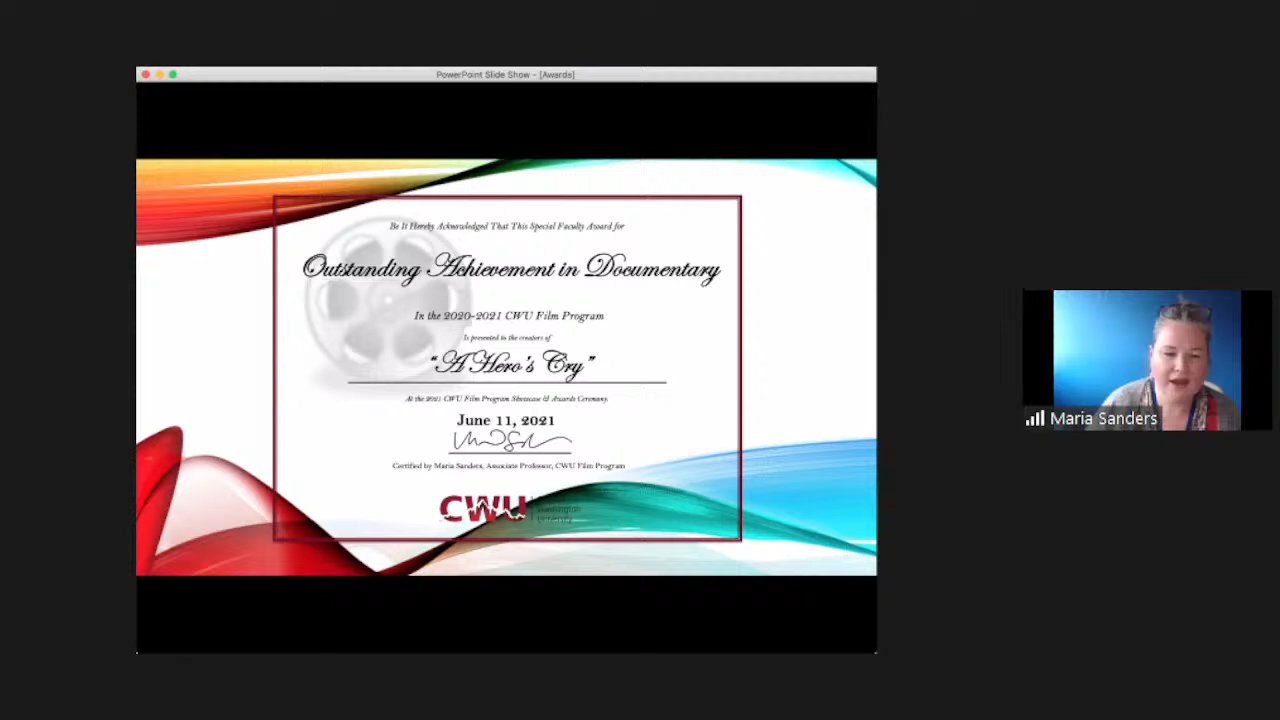 PowerPoint Slide Show - [Awards]
Be It Hereby Acknowledged That This Special Faculty Award for
Outstanding Achievement in Documentary
In the 2020-2021 CWU Film Program
Is presented to the creators of
“A Hero’s Cry”
At the 2021 CWU Film Program Showcase & Awards Ceremony.
June 11, 2021
Certified by Maria Sanders, Associate Professor, CWU Film Program
CWU
Washington
University
Maria Sanders